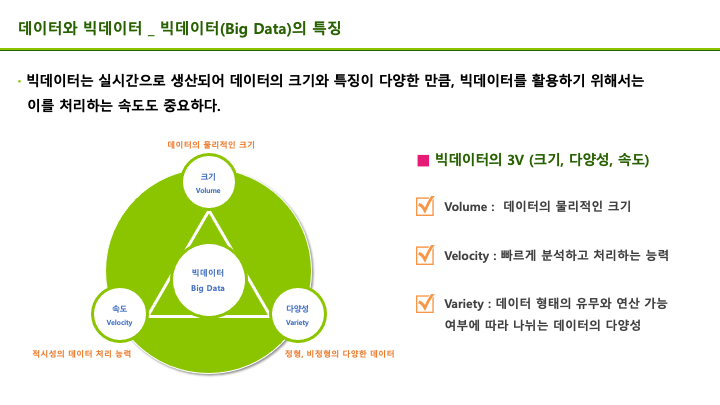 데이터와 빅데이터 _ 빅데이터(Big Data)의 특징
· 빅데이터는 실시간으로 생산되어 데이터의 크기와 특징이 다양한 만큼, 빅데이터를 활용하기 위해서는
이를 처리하는 속도도 중요하다.
데이터의 물리적인 크기
크기
Volume
빅데이터
Big Data
속도
Velocity
다양성
Variety
적시성의 데이터 처리 능력
정형, 비정형의 다양한 데이터
■ 빅데이터의 3V (크기, 다양성, 속도)
Volume : 데이터의 물리적인 크기
Velocity : 빠르게 분석하고 처리하는 능력
Variety : 데이터 형태의 유무와 연산 가능
여부에 따라 나뉘는 데이터의 다양성